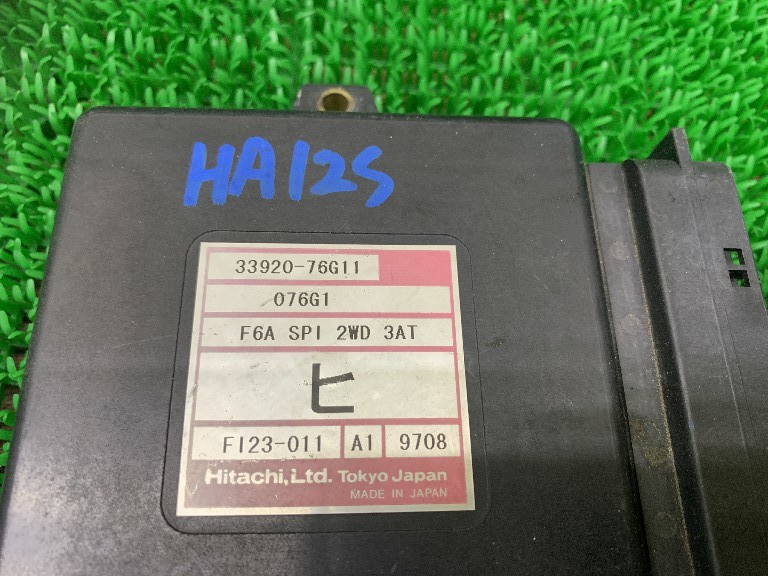 HA12S
33920-76G11
076G1
F6A SPI 2WD 3AT
ヒ
FI23-011 A1 9708
Hitachi,Ltd. Tokyo Japan
MADE IN JAPAN